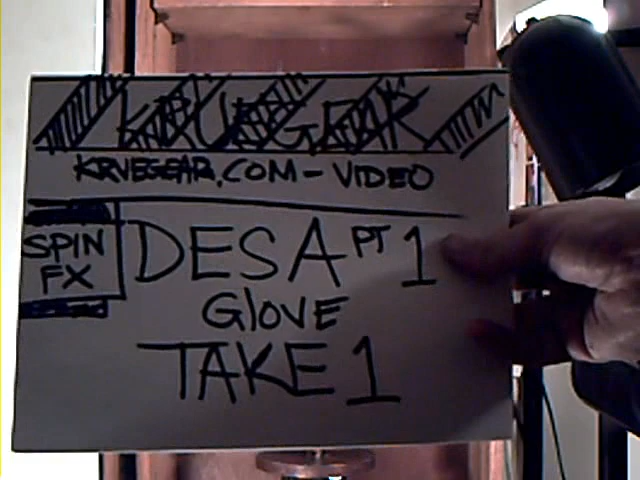 KRUEGEAR
KRUEGEAR.COM - VIDEO
SPIN
FX
DESA PT 1
GlOVE
TAKE 1